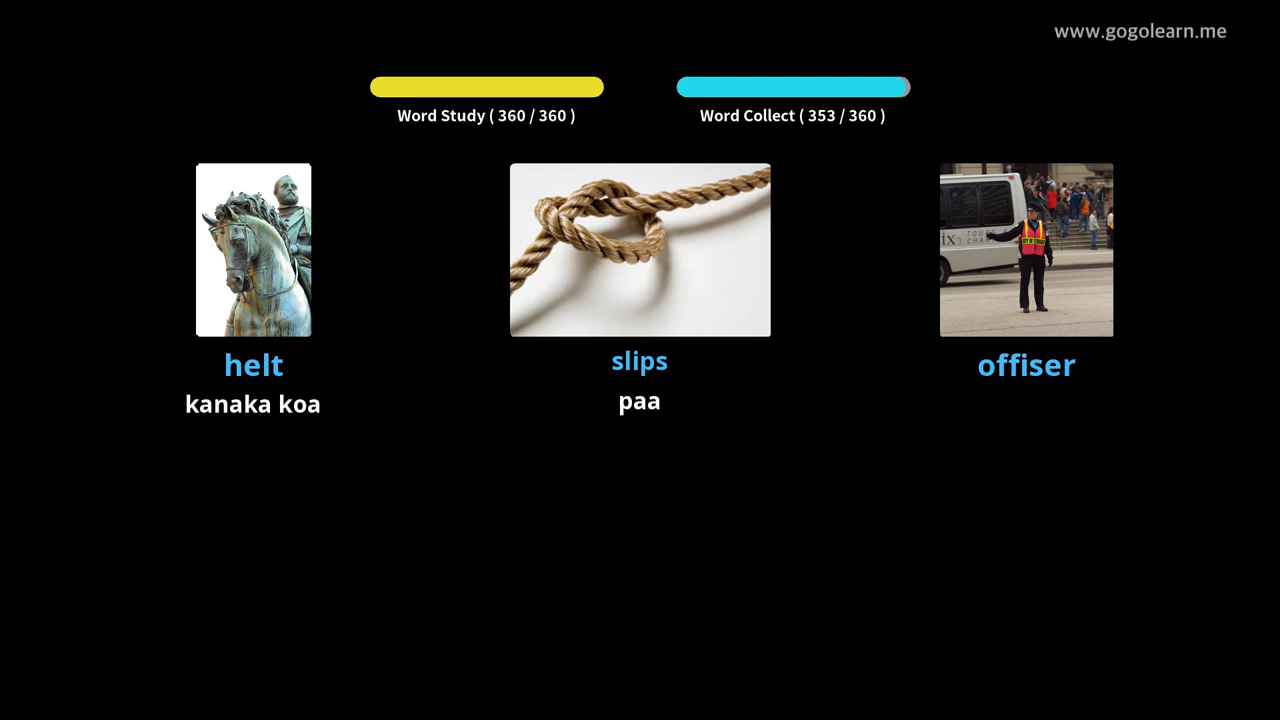 www.gogolearn.me
Word Study ( 360 / 360 )
Word Collect ( 353 / 360 )
helt
slips
offiser
kanaka koa
paa